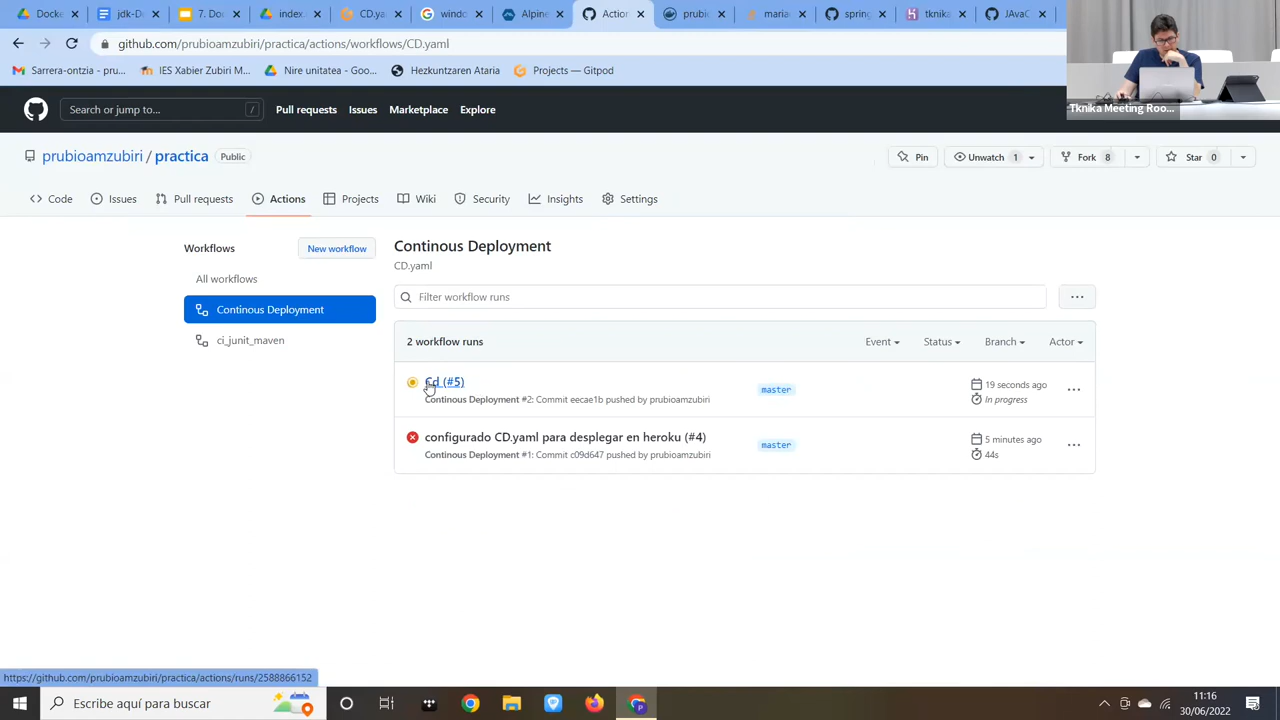 Docke
jdk-D
7. Doc
index.
CD.ya
windo
Alpine
Action
prubi
maria
spring
tknika
JAvaC
github.com/prubioamzubiri/practica/actions/workflows/CD.yaml
Sarrera-ontzia - pru...
IES Xabier Zubiri M...
Nire unitatea - Goo...
Hezkuntzaren Ataria
Projects — Gitpod
Tknika Meeting Roo...
Search or jump to...
/
Pull requests
Issues
Marketplace
Explore
prubioamzubiri / practica
Public
Pin
Unwatch 1
Fork 8
Star 0
Code
Issues
Pull requests
Actions
Projects
Wiki
Security
Insights
Settings
Workflows
New workflow
All workflows
Continous Deployment
ci_junit_maven
Continous Deployment
CD.yaml
Filter workflow runs
2 workflow runs
Event
Status
Branch
Actor
Cd (#5)
Continous Deployment #2: Commit eecae1b pushed by prubioamzubiri
master
19 seconds ago
In progress
configurado CD.yaml para desplegar en heroku (#4)
Continous Deployment #1: Commit c09d647 pushed by prubioamzubiri
master
5 minutes ago
44s
https://github.com/prubioamzubiri/practica/actions/runs/2588866152
Escribe aquí para buscar
11:16
30/06/2022